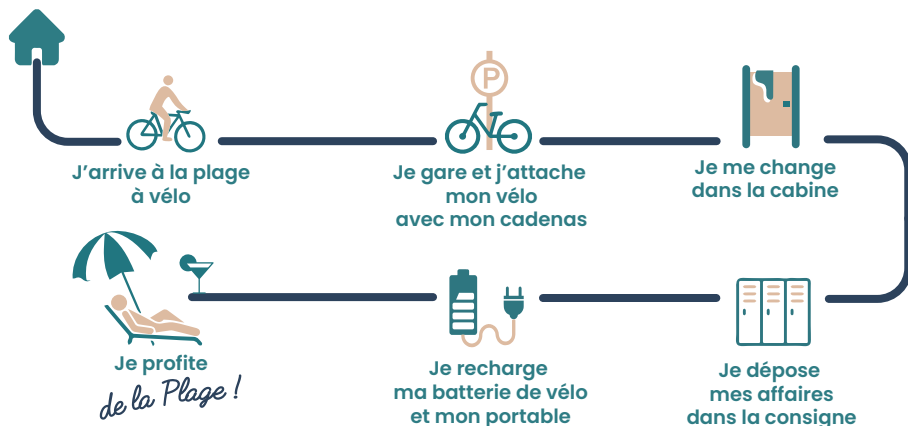 J'arrive à la plage
à vélo
P
Je gare et j'attache
mon vélo
avec mon cadenas
Je me change
dans la cabine
Je dépose
mes affaires
dans la consigne
Je recharge
ma batterie de vélo
et mon portable
Je profite
de la Plage !